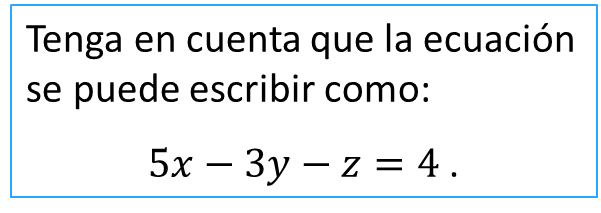 Tenga en cuenta que la ecuación
se puede escribir como:
5x − 3y − z = 4 .